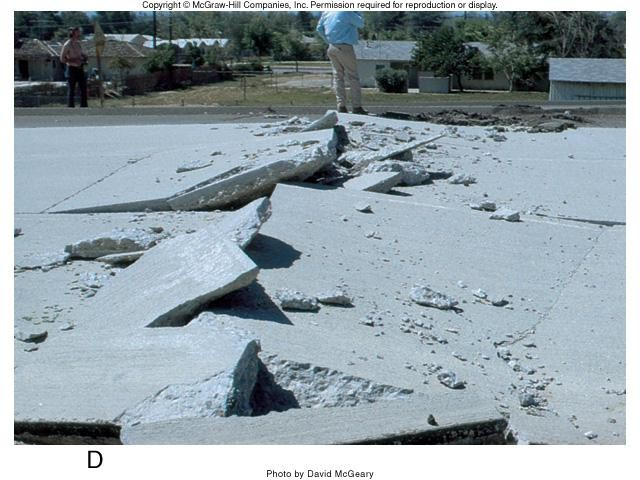 Copyright © McGraw-Hill Companies, Inc. Permission required for reproduction or display.
D
Photo by David McGeary